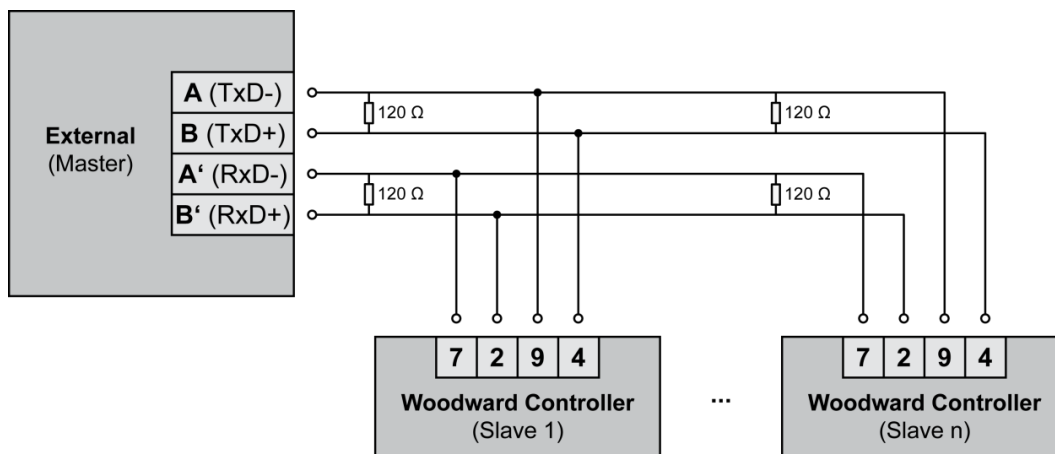 External
(Master)
A (TxD-)
B (TxD+)
A‘ (RxD-)
B‘ (RxD+)
120 Ω
120 Ω
120 Ω
120 Ω
7 2 9 4
Woodward Controller
(Slave 1)
...
7 2 9 4
Woodward Controller
(Slave n)